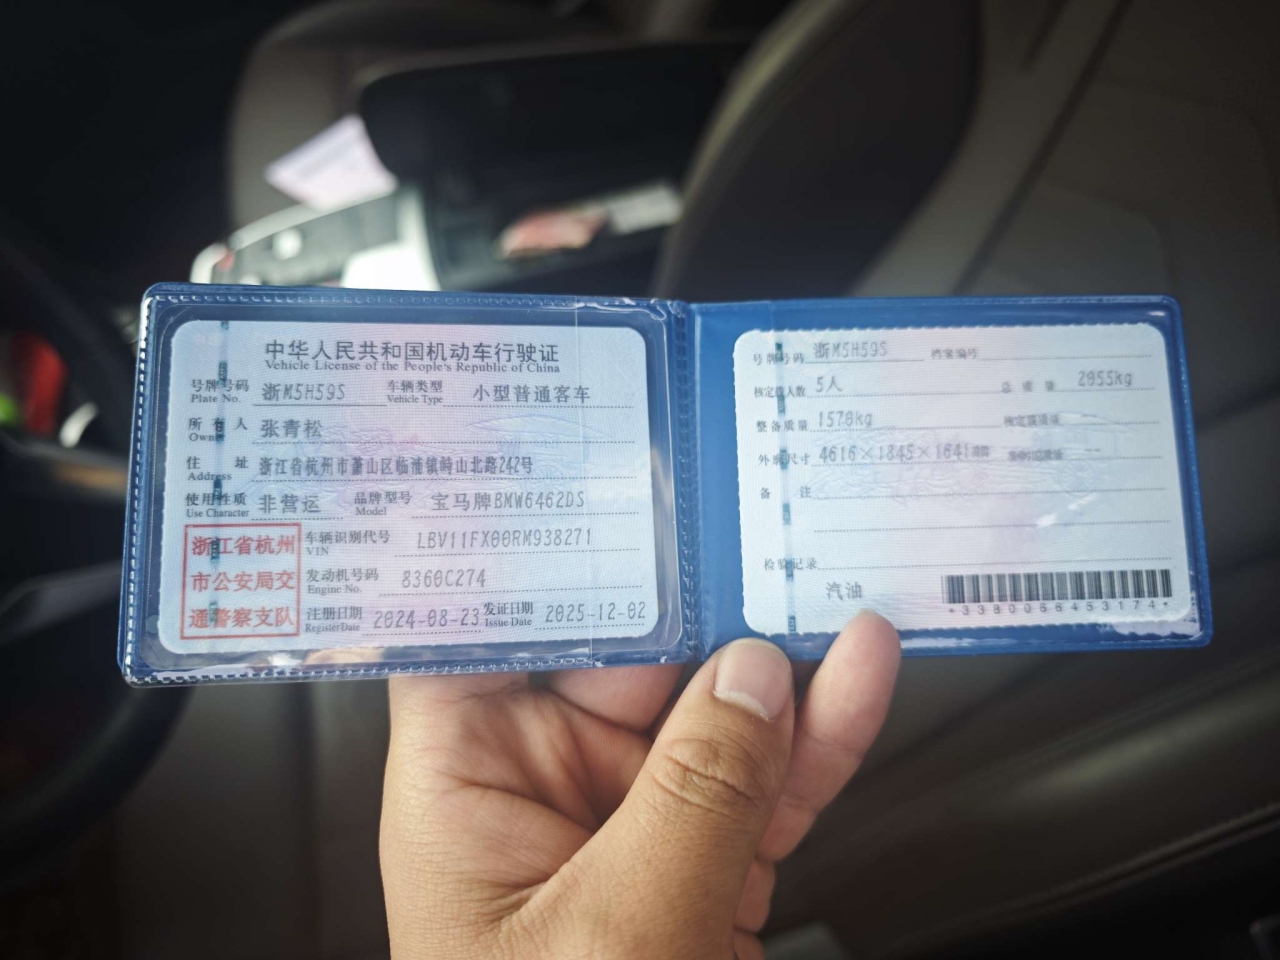 中华人民共和国机动车行驶证
Vehicle License of the People's Republic of China
号牌号码 浙M5H59S 车辆类型 小型普通客车
Plate No. Vehicle Type
所有人 张青松
Owner
住址 浙江省杭州市萧山区临浦镇峙山北路242号
Address
使用性质 非营运 品牌型号 宝马牌BMW6462DS
Use Character Model
浙江省杭州
市公安局交
通警察支队
车辆识别代号 LBV11FX00RM938271
VIN
发动机号码 8360C274
Engine No.
注册日期 2024-08-23 发证日期 2025-12-02
Register Date Issue Date
号牌号码 浙M5H59S 档案编号
核定载人数 5人 总质量 2055kg
整备质量 1570kg 核定载质量
外廓尺寸 4616×1845×1641mm --
备注
检验记录
汽油
*3380066453174*